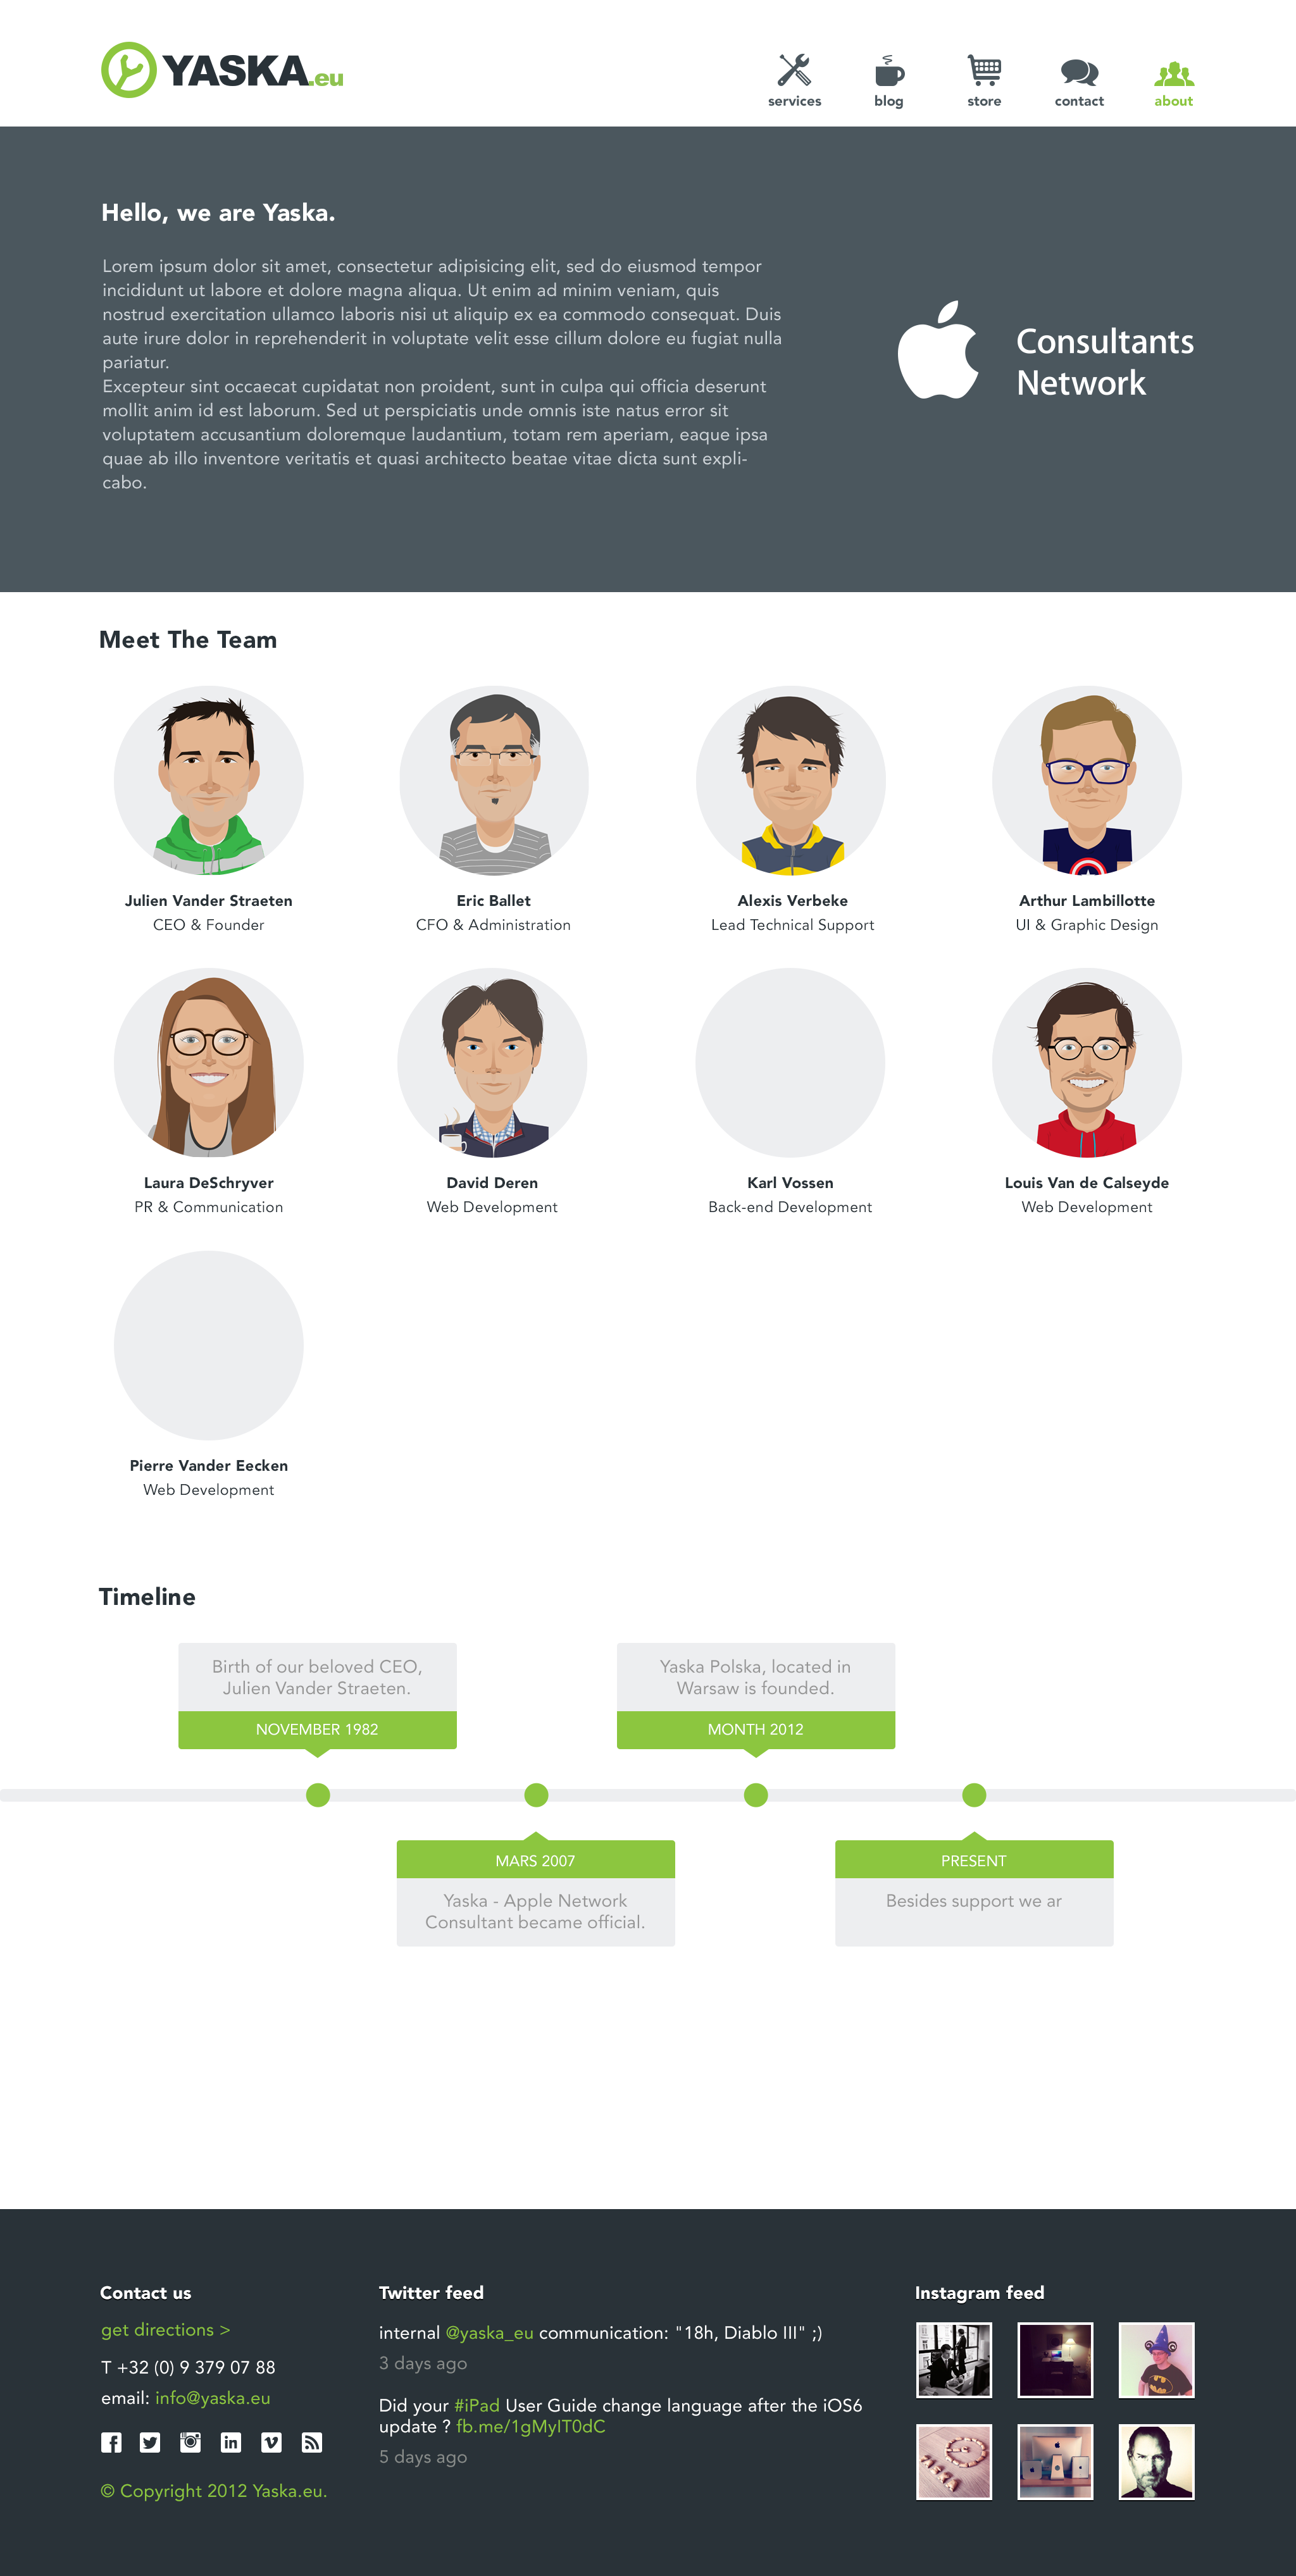 YASKA.eu
services
blog
store
contact
about
Hello, we are Yaska.
Lorem ipsum dolor sit amet, consectetur adipisicing elit, sed do eiusmod tempor
incididunt ut labore et dolore magna aliqua. Ut enim ad minim veniam, quis
nostrud exercitation ullamco laboris nisi ut aliquip ex ea commodo consequat. Duis
aute irure dolor in reprehenderit in voluptate velit esse cillum dolore eu fugiat nulla
pariatur.
Excepteur sint occaecat cupidatat non proident, sunt in culpa qui officia deserunt
mollit anim id est laborum. Sed ut perspiciatis unde omnis iste natus error sit
voluptatem accusantium doloremque laudantium, totam rem aperiam, eaque ipsa
quae ab illo inventore veritatis et quasi architecto beatae vitae dicta sunt expli-
cabo.
Consultants
Network
Meet The Team
Julien Vander Straeten
CEO & Founder
Eric Ballet
CFO & Administration
Alexis Verbeke
Lead Technical Support
Arthur Lambillotte
UI & Graphic Design
Laura DeSchryver
PR & Communication
David Deren
Web Development
Karl Vossen
Back-end Development
Louis Van de Calseyde
Web Development
Pierre Vander Eecken
Web Development
Timeline
Birth of our beloved CEO,
Julien Vander Straeten.
NOVEMBER 1982
Yaska Polska, located in
Warsaw is founded.
MONTH 2012
MARS 2007
Yaska - Apple Network
Consultant became official.
PRESENT
Besides support we ar
Contact us
get directions >
T +32 (0) 9 379 07 88
email: info@yaska.eu
© Copyright 2012 Yaska.eu.
Twitter feed
internal @yaska_eu communication: "18h, Diablo III" ;)
3 days ago
Did your #iPad User Guide change language after the iOS6
update ? fb.me/1gMyIT0dC
5 days ago
Instagram feed